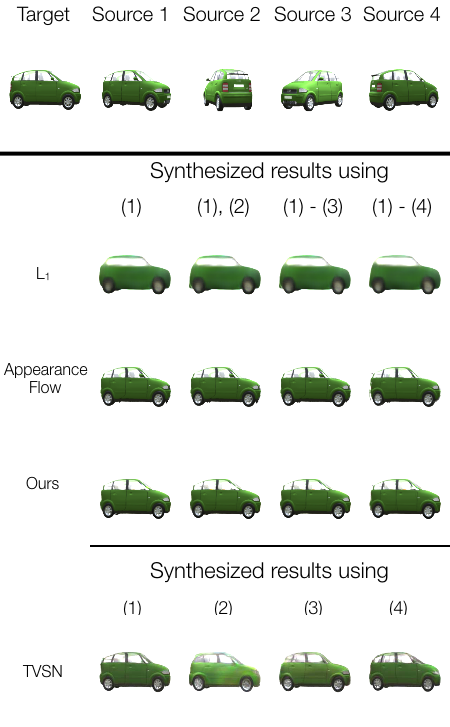 Target Source 1 Source 2 Source 3 Source 4
Synthesized results using
(1) (1), (2) (1) - (3) (1) - (4)
L₁
Appearance
Flow
Ours
Synthesized results using
(1) (2) (3) (4)
TVSN